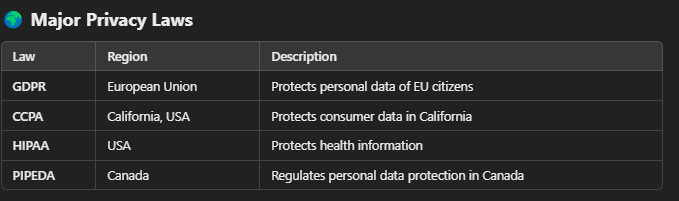 🌍 Major Privacy Laws
Law Region Description
GDPR European Union Protects personal data of EU citizens
CCPA California, USA Protects consumer data in California
HIPAA USA Protects health information
PIPEDA Canada Regulates personal data protection in Canada